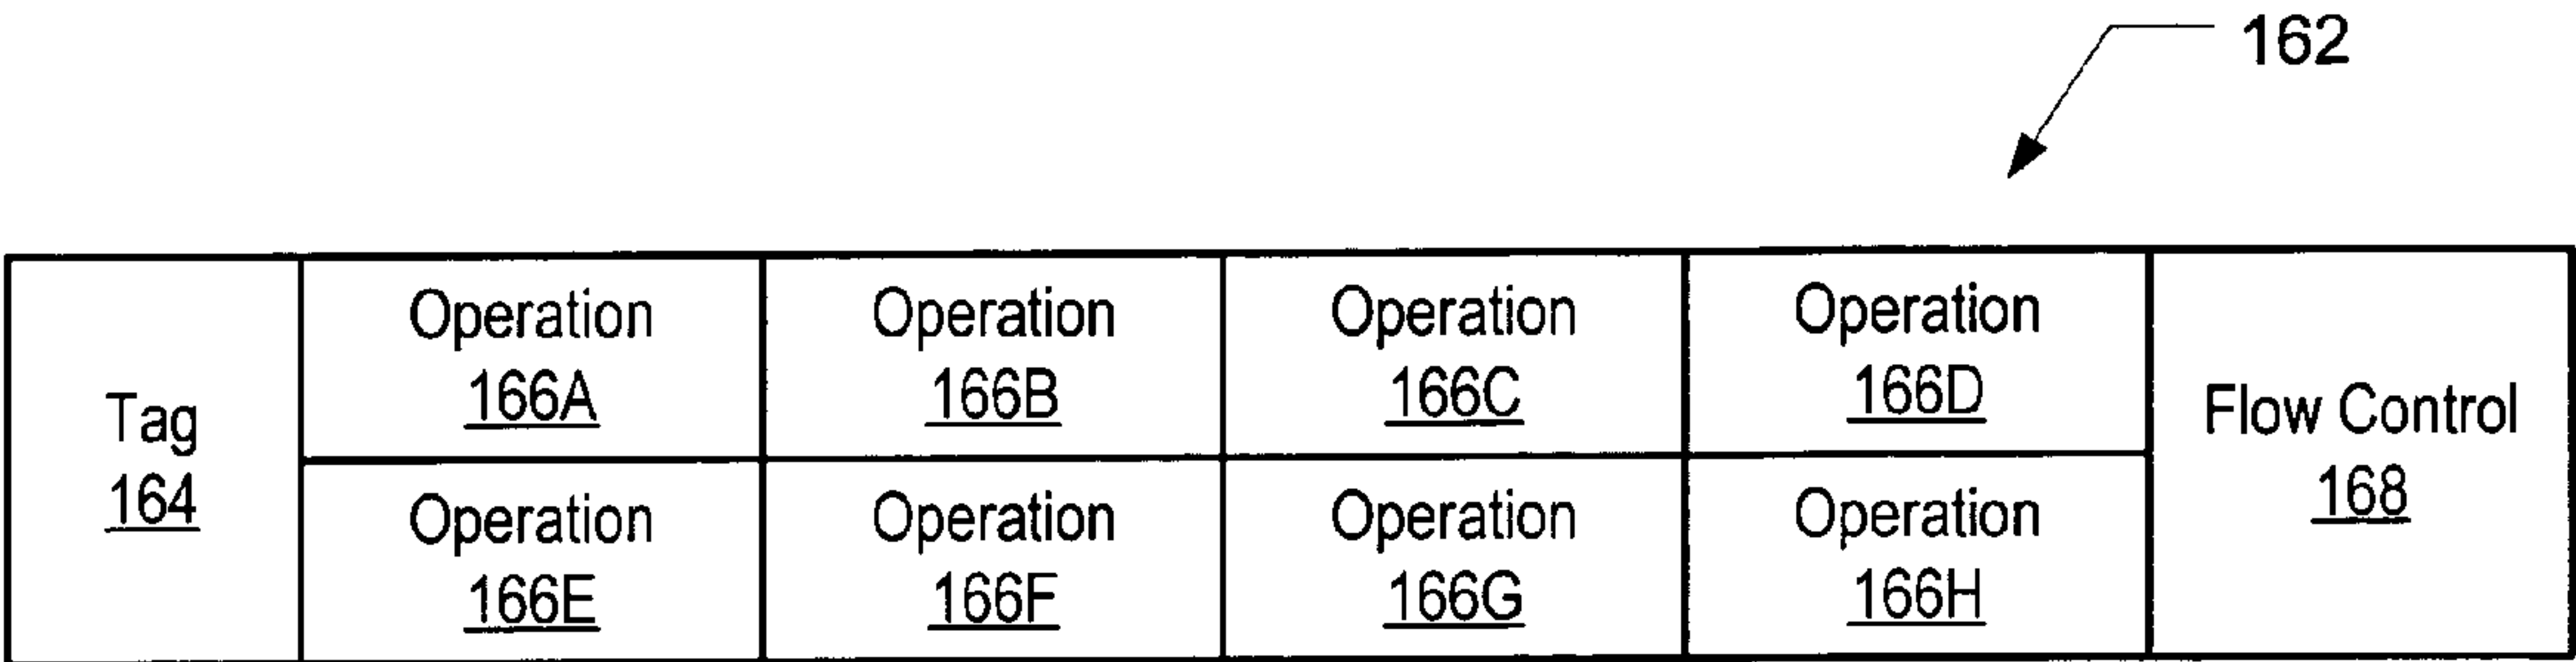 162
Tag
164
Operation
166A
Operation
166B
Operation
166C
Operation
166D
Operation
166E
Operation
166F
Operation
166G
Operation
166H
Flow Control
168